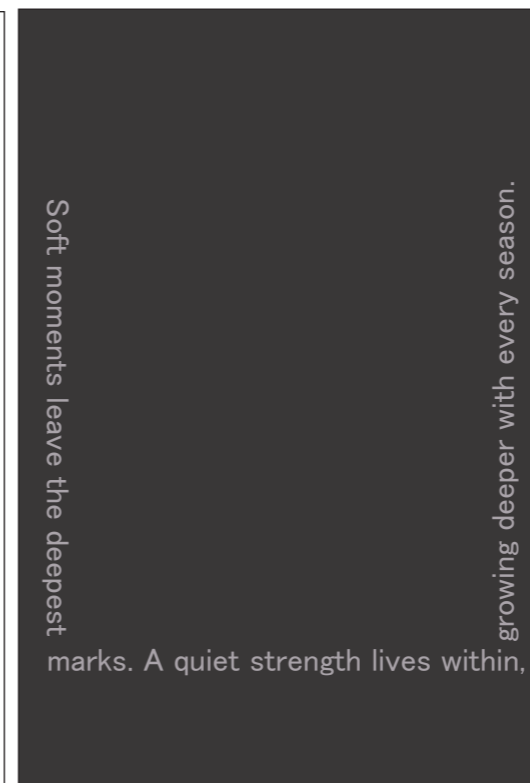 Soft moments leave the deepest
marks. A quiet strength lives within,
growing deeper with every season.